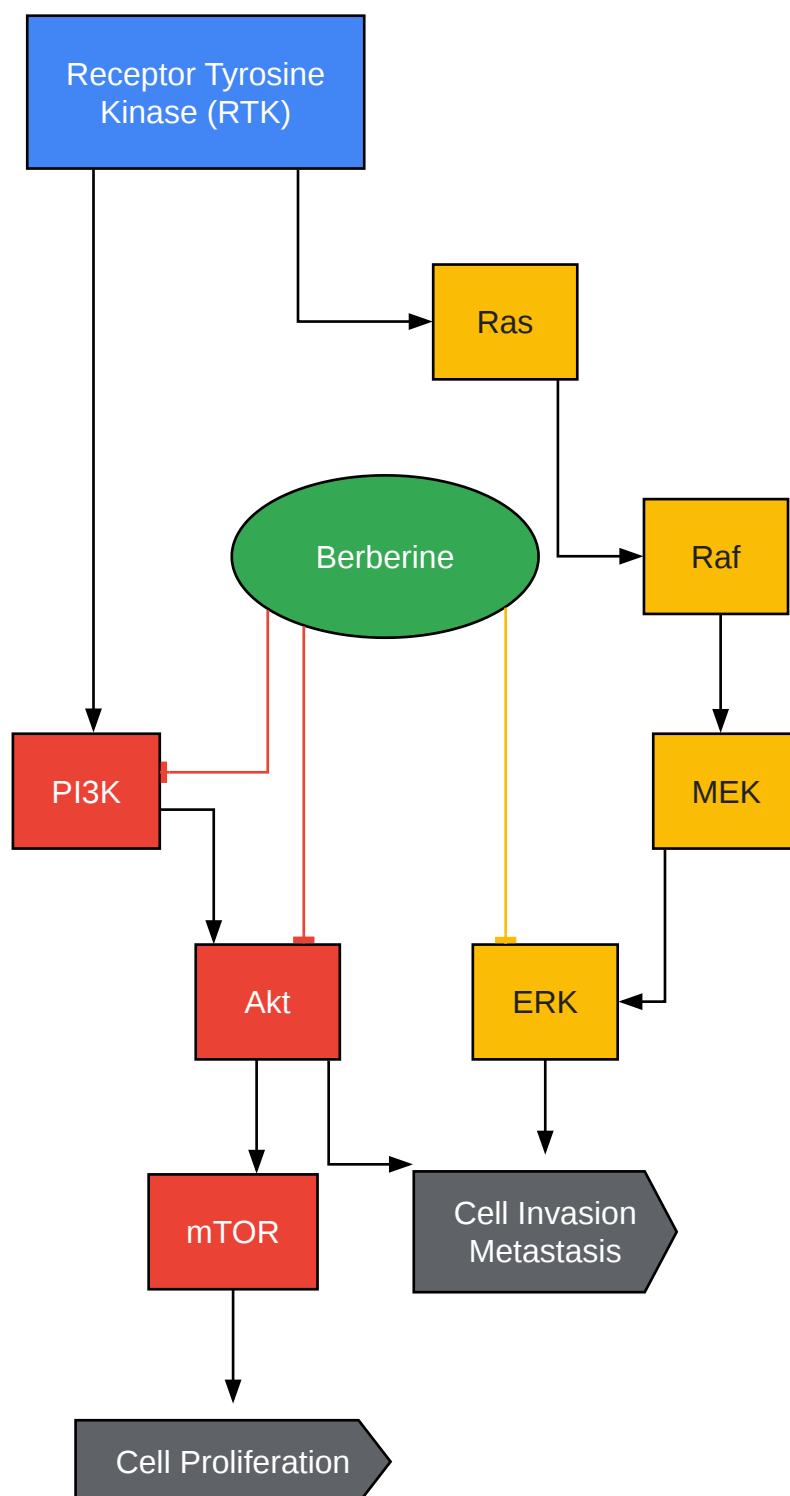 Receptor Tyrosine
Kinase (RTK)
Ras
Berberine
Raf
PI3K
MEK
Akt
ERK
mTOR
Cell Invasion
Metastasis
Cell Proliferation